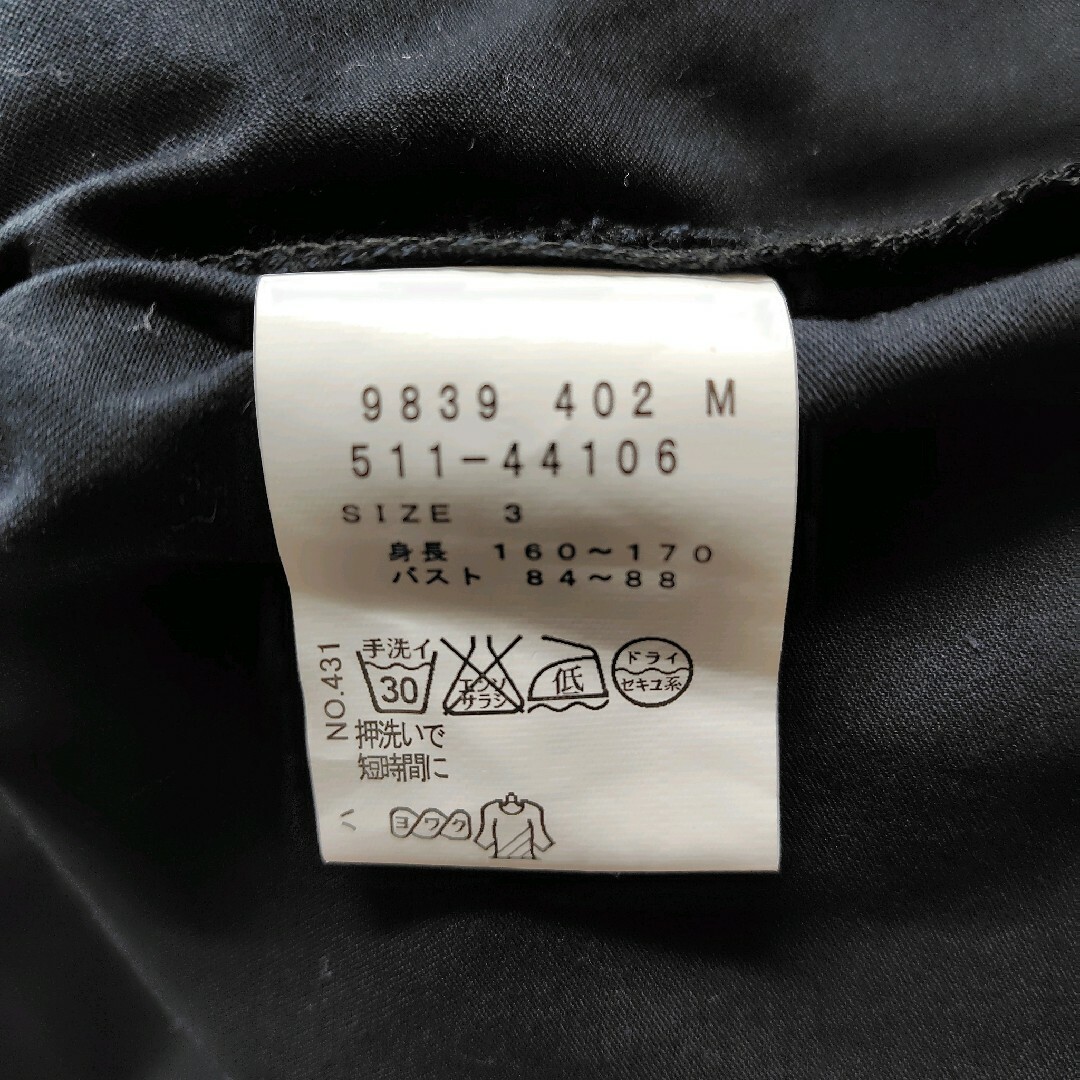 9839 402 M
511-44106
SIZE 3
身長 160～170
バスト 84～88
NO.431
手洗イ
30
エンソ
サラシ
低
ドライ
セキユ系
押洗いで
短時間に
ヨワク